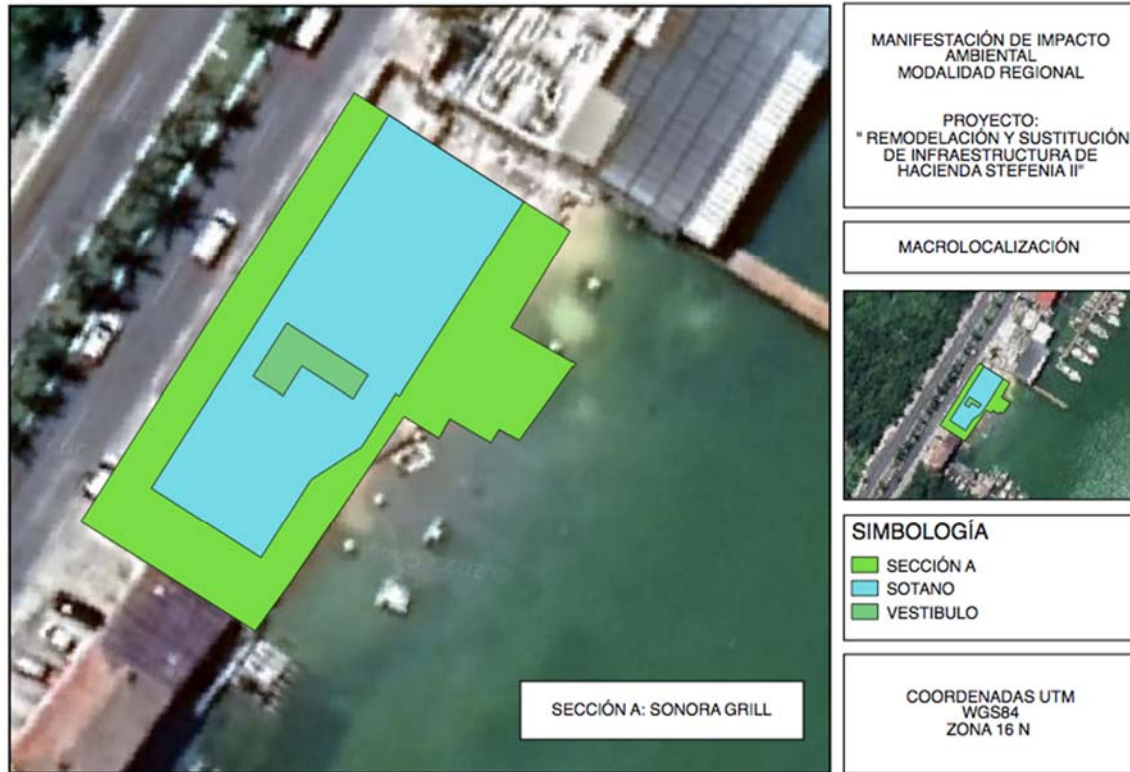 MANIFESTACIÓN DE IMPACTO
AMBIENTAL
MODALIDAD REGIONAL
PROYECTO:
" REMODELACIÓN Y SUSTITUCIÓN
DE INFRAESTRUCTURA DE
HACIENDA STEFENIA II"
MACROLOCALIZACIÓN
SIMBOLOGÍA
SECCIÓN A
SOTANO
VESTIBULO
SECCIÓN A: SONORA GRILL
COORDENADAS UTM
WGS84
ZONA 16 N